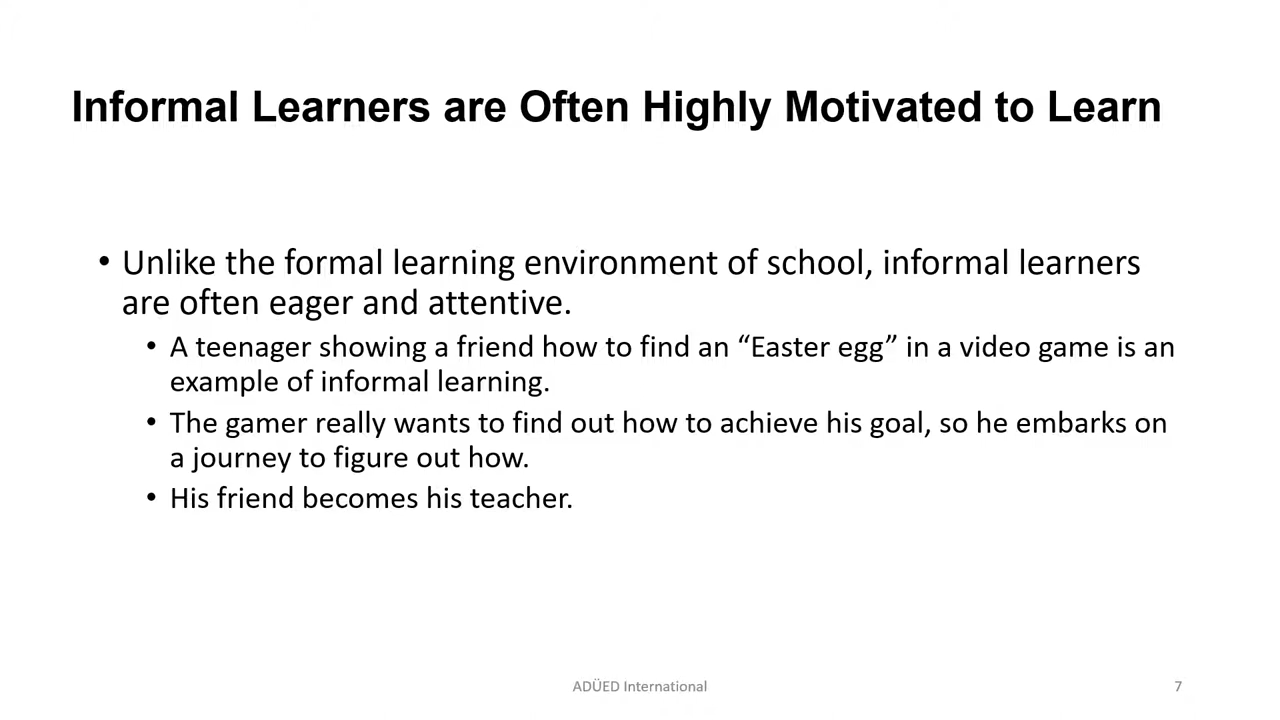 Informal Learners are Often Highly Motivated to Learn
• Unlike the formal learning environment of school, informal learners
are often eager and attentive.
• A teenager showing a friend how to find an “Easter egg” in a video game is an
example of informal learning.
• The gamer really wants to find out how to achieve his goal, so he embarks on
a journey to figure out how.
• His friend becomes his teacher.
ADÜED International
7